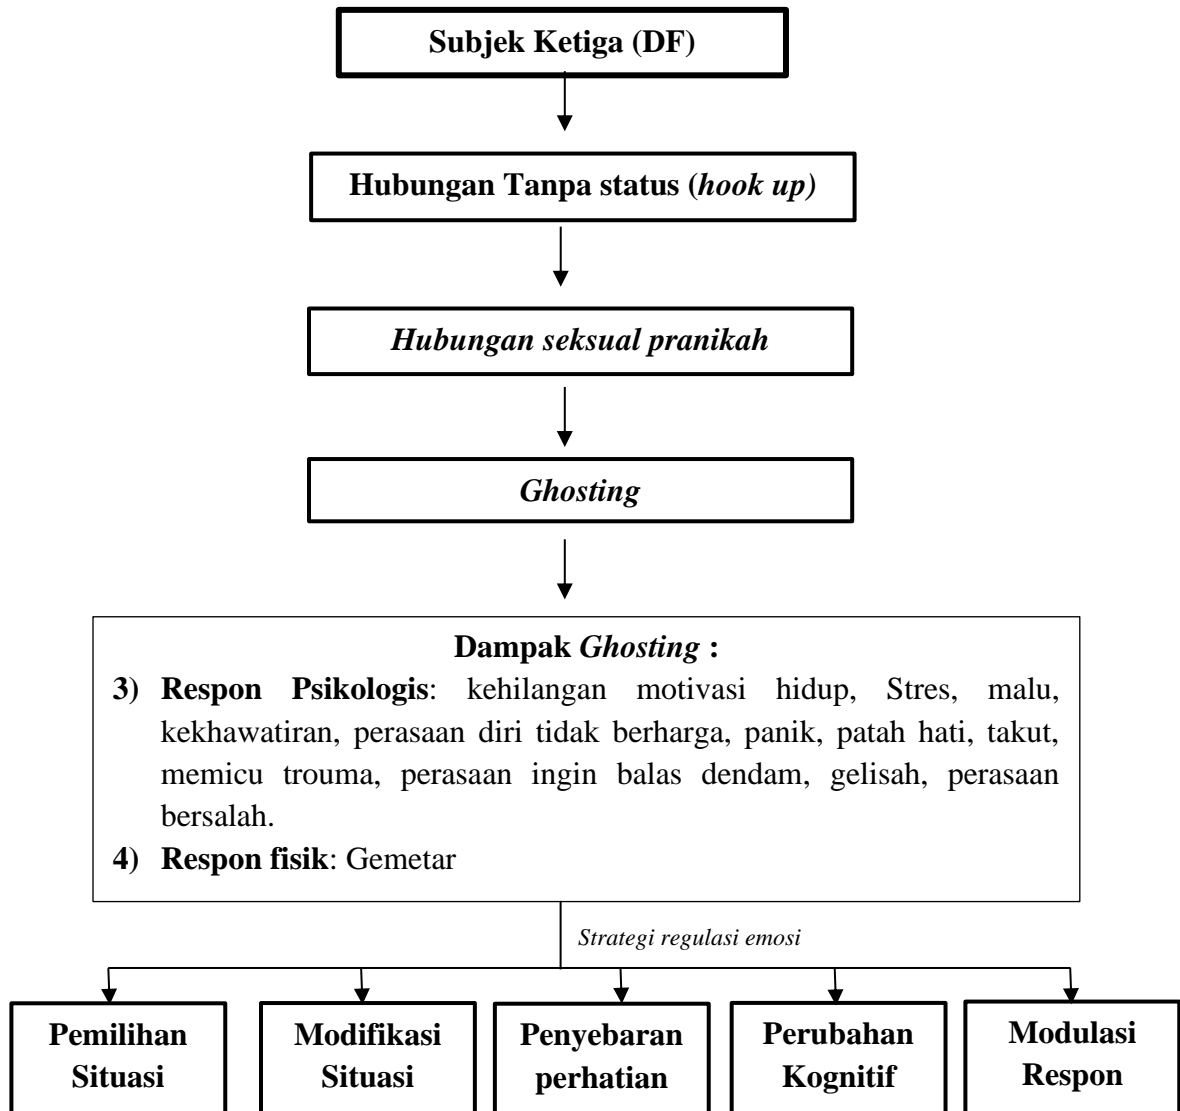 Subjek Ketiga (DF)
Hubungan Tanpa status (hook up)
Hubungan seksual pranikah
Ghosting
Dampak Ghosting :
3) Respon Psikologis: kehilangan motivasi hidup, Stres, malu,
kekhawatiran, perasaan diri tidak berharga, panik, patah hati, takut,
memicu trouma, perasaan ingin balas dendam, gelisah, perasaan
bersalah.
4) Respon fisik: Gemetar
Strategi regulasi emosi
Pemilihan
Situasi
Modifikasi
Situasi
Penyebaran
perhatian
Perubahan
Kognitif
Modulasi
Respon